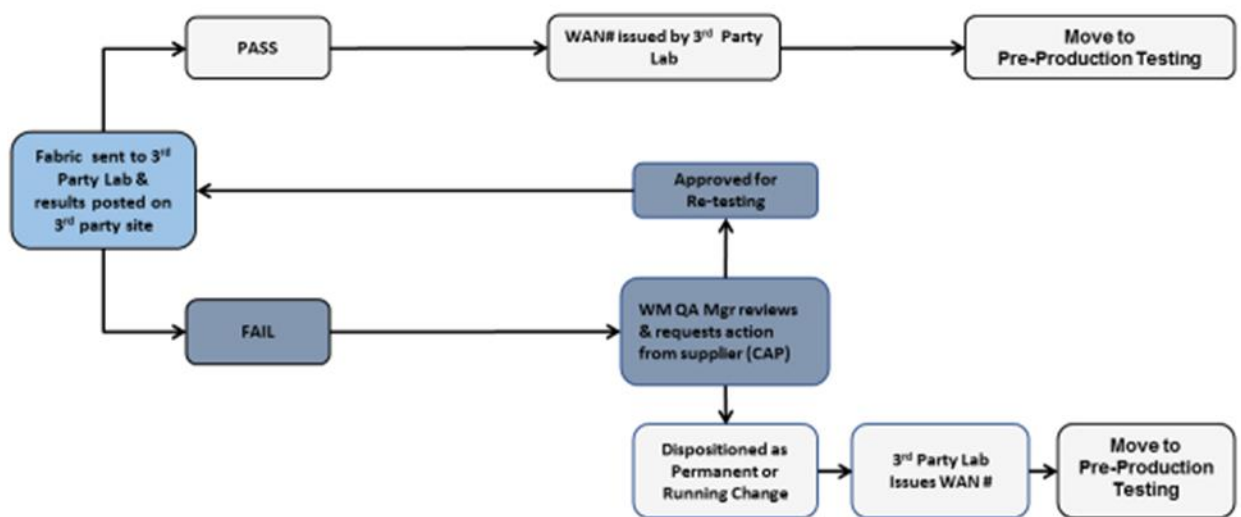 PASS
WAN# issued by 3rd Party
Lab
Move to
Pre-Production Testing
Fabric sent to 3rd
Party Lab &
results posted on
3rd party site
Approved for
Re-testing
FAIL
WM QA Mgr reviews
& requests action
from supplier (CAP)
Dispositioned as
Permanent or
Running Change
3rd Party Lab
Issues WAN #
Move to
Pre-Production
Testing